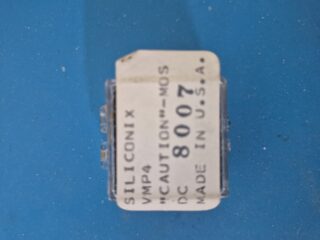 SILICONIX
VMP4
"CAUTION"-MOS
DC 8007
MADE IN U.S.A.